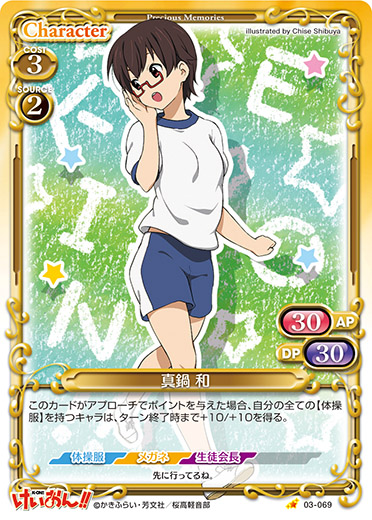 Precious Memories
Character
illustrated by Chise Shibuya
COST
3
SOURCE
2
30 AP
DP 30
真鍋 和
このカードがアプローチでポイントを与えた場合、自分の全ての【体操
服】を持つキャラは、ターン終了時まで+10/+10を得る。
体操服 メガネ 生徒会長
先に行ってるね。
K-ON!!
けいおん!!
©かきふらい・芳文社/桜高軽音部
03-069